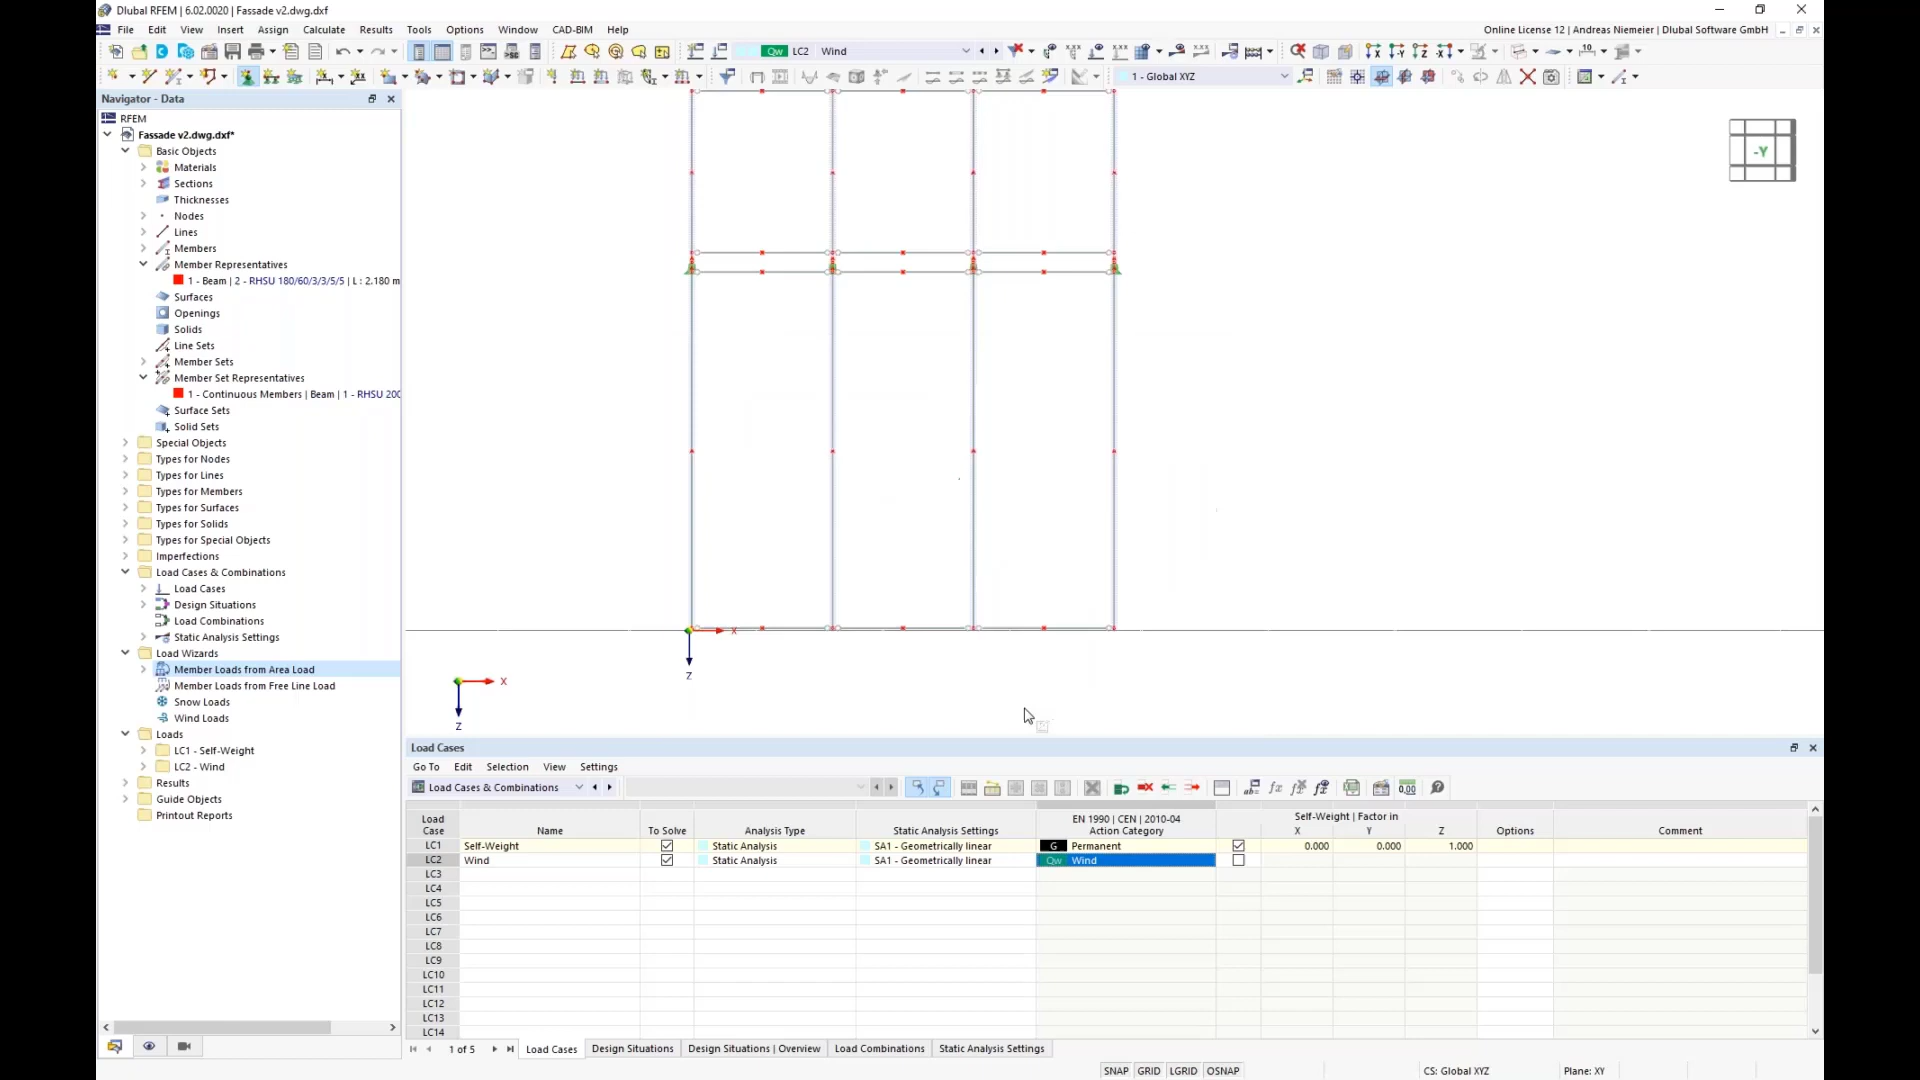 Dlubal RFEM | 6.02.0020 | Fassade v2.dwg.dxf
File Edit View Insert Assign Calculate Results Tools Options Window CAD-BIM Help
Online License 12 | Andreas Niemeier | Dlubal Software GmbH
Qw LC2 Wind
1 - Global XYZ
Navigator - Data
RFEM
Fassade v2.dwg.dxf*
Basic Objects
Materials
Sections
Thicknesses
Nodes
Lines
Members
Member Representatives
1 - Beam | 2 - RHSU 180/60/3/3/5/5 | L : 2.180 m
Surfaces
Openings
Solids
Line Sets
Member Sets
Member Set Representatives
1 - Continuous Members | Beam | 1 - RHSU 200
Surface Sets
Solid Sets
Special Objects
Types for Nodes
Types for Lines
Types for Members
Types for Surfaces
Types for Solids
Types for Special Objects
Imperfections
Load Cases & Combinations
Load Cases
Design Situations
Load Combinations
Static Analysis Settings
Load Wizards
Member Loads from Area Load
Member Loads from Free Line Load
Snow Loads
Wind Loads
Loads
LC1 - Self-Weight
LC2 - Wind
Results
Guide Objects
Printout Reports
-Y
X
Z
X
Z
Load Cases
Go To Edit Selection View Settings
Load Cases & Combinations
Load Case Name To Solve Analysis Type Static Analysis Settings EN 1990 | CEN | 2010-04 Action Category Self-Weight | Factor in X Y Z Options Comment
LC1 Self-Weight Static Analysis SA1 - Geometrically linear G Permanent 0.000 0.000 1.000
LC2 Wind Static Analysis SA1 - Geometrically linear Qw Wind
LC3
LC4
LC5
LC6
LC7
LC8
LC9
LC10
LC11
LC12
LC13
LC14
1 of 5 Load Cases Design Situations Design Situations | Overview Load Combinations Static Analysis Settings
SNAP GRID LGRID OSNAP CS: Global XYZ Plane: XY